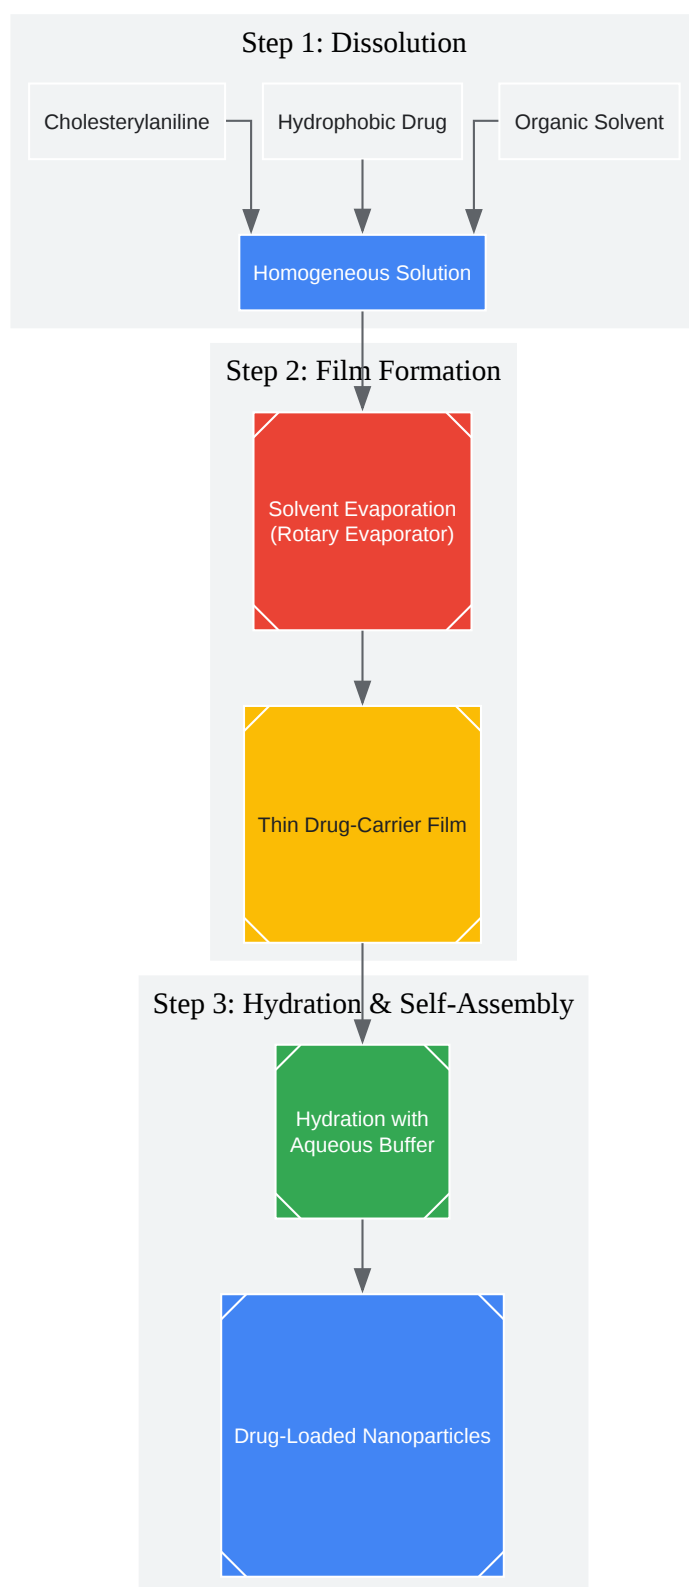 Step 1: Dissolution
Cholesterylaniline
Hydrophobic Drug
Organic Solvent
Homogeneous Solution
Step 2: Film Formation
Solvent Evaporation
(Rotary Evaporator)
Thin Drug-Carrier Film
Step 3: Hydration & Self-Assembly
Hydration with
Aqueous Buffer
Drug-Loaded Nanoparticles